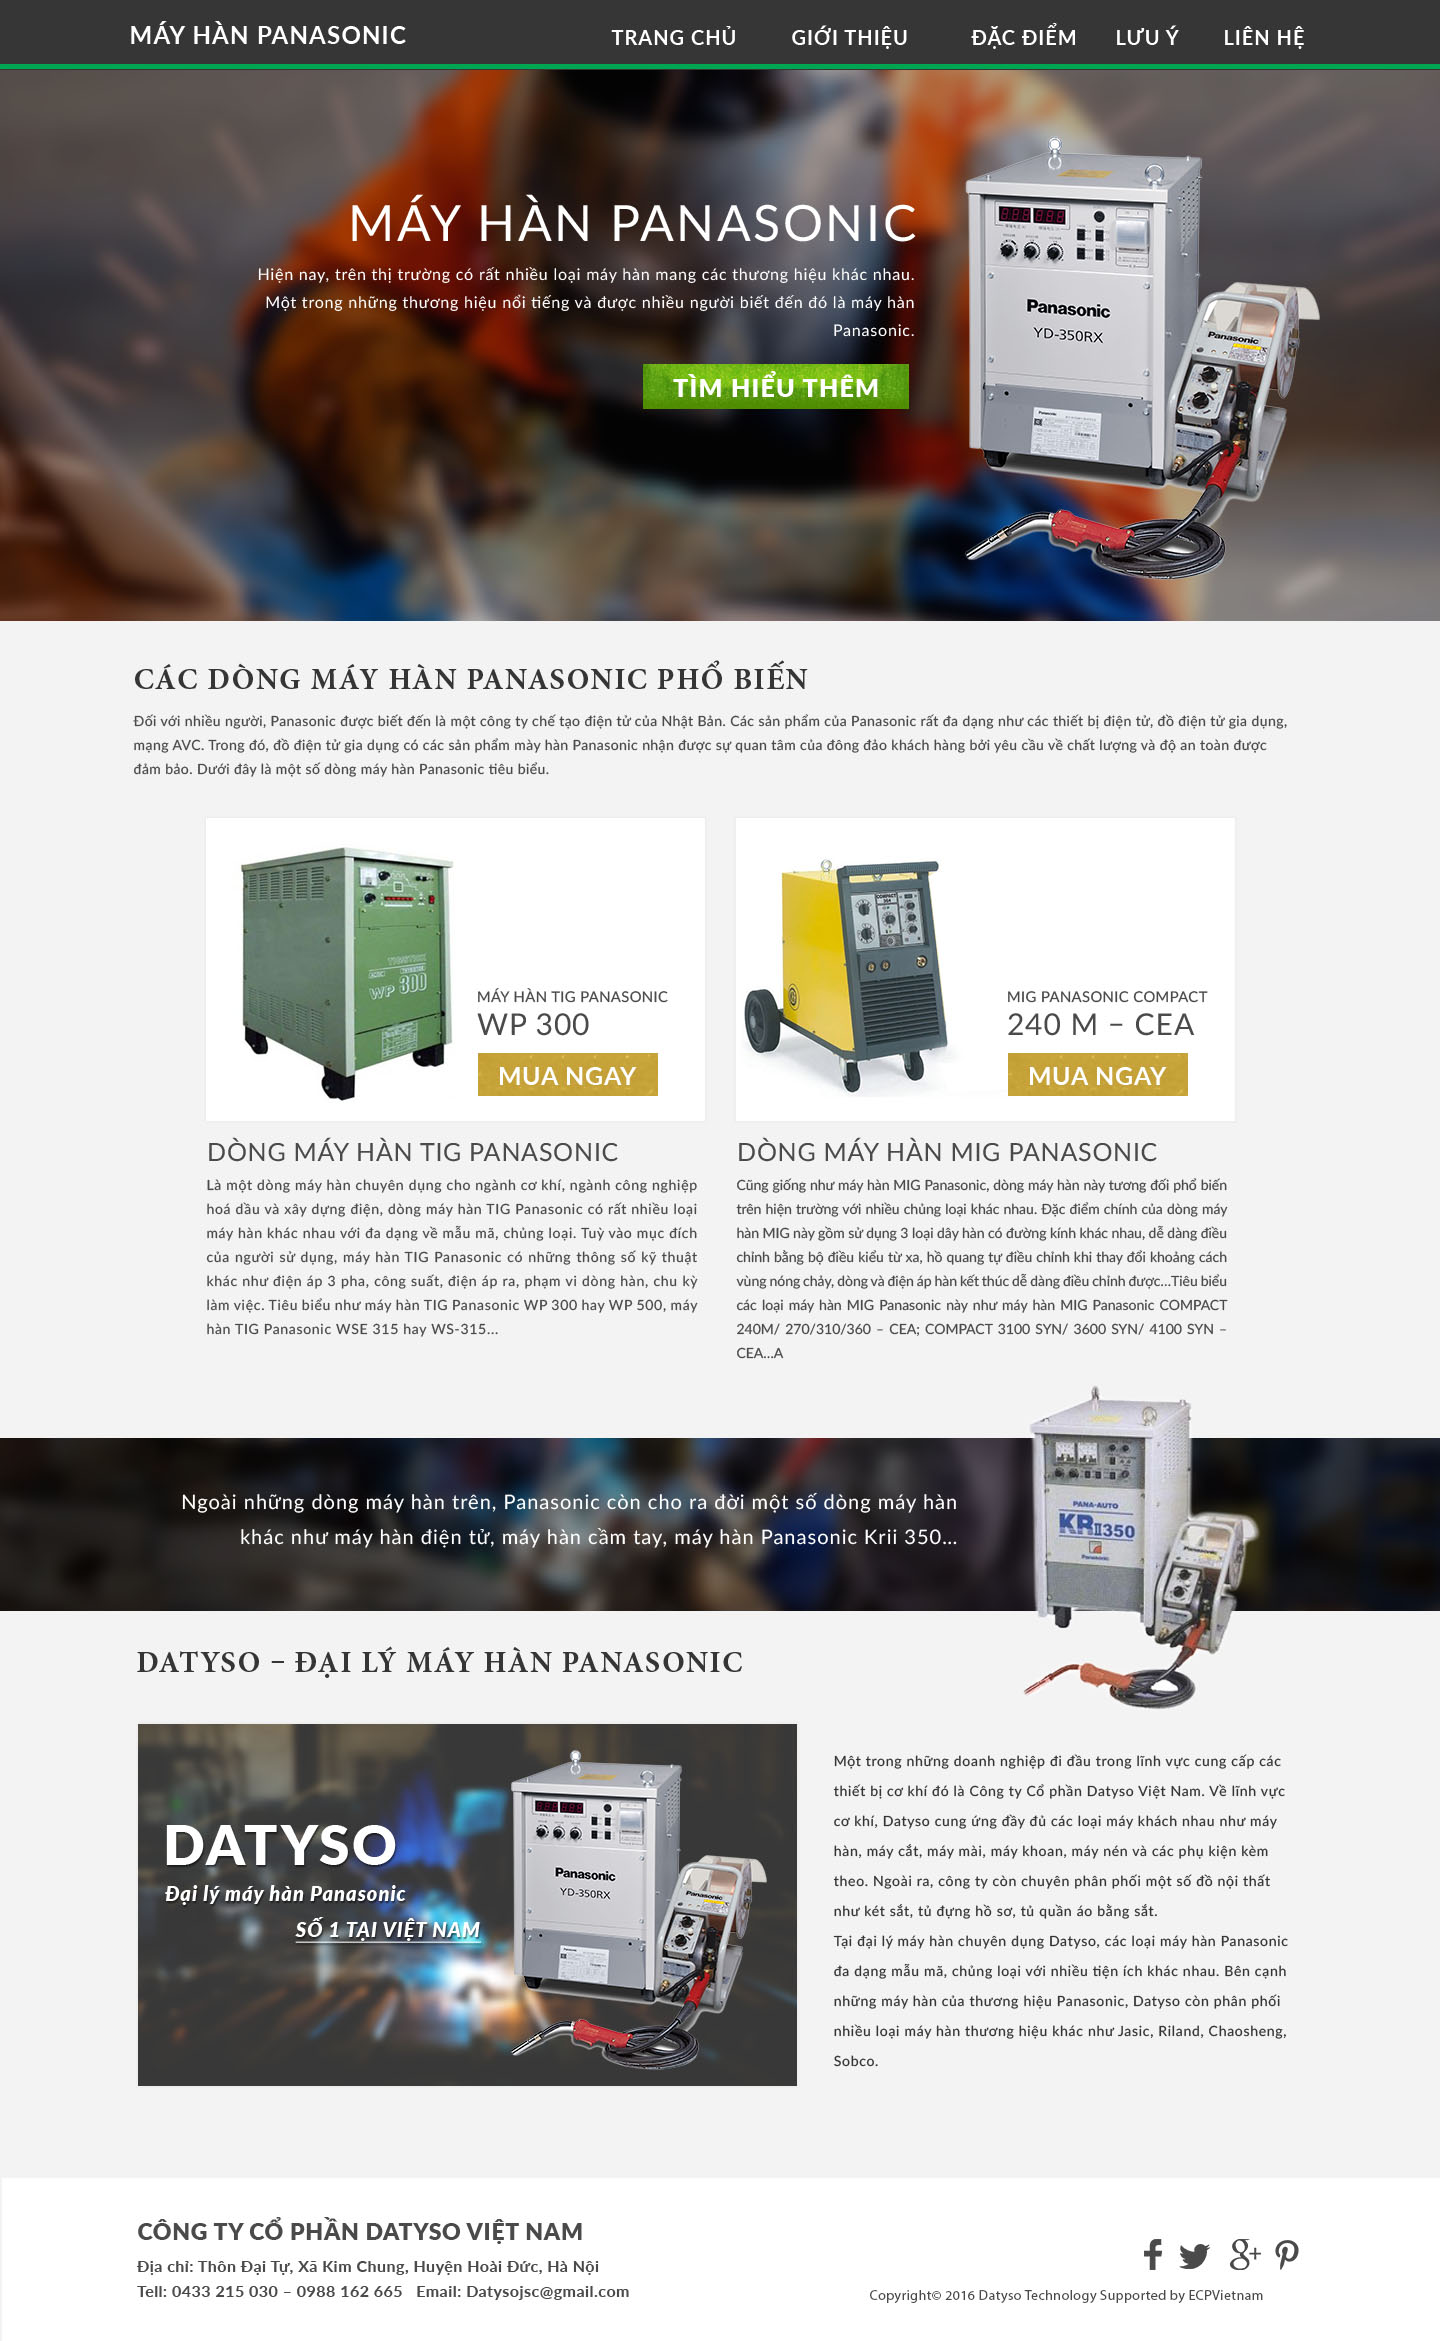 MÁY HÀN PANASONIC
TRANG CHỦ GIỚI THIỆU ĐẶC ĐIỂM LƯU Ý LIÊN HỆ
MÁY HÀN PANASONIC
Hiện nay, trên thị trường có rất nhiều loại máy hàn mang các thương hiệu khác nhau.
Một trong những thương hiệu nổi tiếng và được nhiều người biết đến đó là máy hàn
Panasonic.
TÌM HIỂU THÊM
Panasonic
YD-350RX
Panasonic
CÁC DÒNG MÁY HÀN PANASONIC PHỔ BIẾN
Đối với nhiều người, Panasonic được biết đến là một công ty chế tạo điện tử của Nhật Bản. Các sản phẩm của Panasonic rất đa dạng như các thiết bị điện tử, đồ điện tử gia dụng,
mạng AVC. Trong đó, đồ điện tử gia dụng có các sản phẩm mày hàn Panasonic nhận được sự quan tâm của đông đảo khách hàng bởi yêu cầu về chất lượng và độ an toàn được
đảm bảo. Dưới đây là một số dòng máy hàn Panasonic tiêu biểu.
WP 300
MÁY HÀN TIG PANASONIC
WP 300
MUA NGAY
COMPACT
364
MIG PANASONIC COMPACT
240 M – CEA
MUA NGAY
DÒNG MÁY HÀN TIG PANASONIC
Là một dòng máy hàn chuyên dụng cho ngành cơ khí, ngành công nghiệp
hoá dầu và xây dựng điện, dòng máy hàn TIG Panasonic có rất nhiều loại
máy hàn khác nhau với đa dạng về mẫu mã, chủng loại. Tuỳ vào mục đích
của người sử dụng, máy hàn TIG Panasonic có những thông số kỹ thuật
khác như điện áp 3 pha, công suất, điện áp ra, phạm vi dòng hàn, chu kỳ
làm việc. Tiêu biểu như máy hàn TIG Panasonic WP 300 hay WP 500, máy
hàn TIG Panasonic WSE 315 hay WS-315...
DÒNG MÁY HÀN MIG PANASONIC
Cũng giống như máy hàn MIG Panasonic, dòng máy hàn này tương đối phổ biến
trên hiện trường với nhiều chủng loại khác nhau. Đặc điểm chính của dòng máy
hàn MIG này gồm sử dụng 3 loại dây hàn có đường kính khác nhau, dễ dàng điều
chỉnh bằng bộ điều kiểu từ xa, hồ quang tự điều chỉnh khi thay đổi khoảng cách
vùng nóng chảy, dòng và điện áp hàn kết thúc dễ dàng điều chỉnh được...Tiêu biểu
các loại máy hàn MIG Panasonic này như máy hàn MIG Panasonic COMPACT
240M/ 270/310/360 – CEA; COMPACT 3100 SYN/ 3600 SYN/ 4100 SYN –
CEA...A
Ngoài những dòng máy hàn trên, Panasonic còn cho ra đời một số dòng máy hàn
khác như máy hàn điện tử, máy hàn cầm tay, máy hàn Panasonic Krii 350...
PANA-AUTO
KRII350
Panasonic
Panasonic
DATYSO – ĐẠI LÝ MÁY HÀN PANASONIC
DATYSO
Đại lý máy hàn Panasonic
SỐ 1 TẠI VIỆT NAM
Panasonic
YD-350RX
Panasonic
Một trong những doanh nghiệp đi đầu trong lĩnh vực cung cấp các
thiết bị cơ khí đó là Công ty Cổ phần Datyso Việt Nam. Về lĩnh vực
cơ khí, Datyso cung ứng đầy đủ các loại máy khách nhau như máy
hàn, máy cắt, máy mài, máy khoan, máy nén và các phụ kiện kèm
theo. Ngoài ra, công ty còn chuyên phân phối một số đồ nội thất
như két sắt, tủ đựng hồ sơ, tủ quần áo bằng sắt.
Tại đại lý máy hàn chuyên dụng Datyso, các loại máy hàn Panasonic
đa dạng mẫu mã, chủng loại với nhiều tiện ích khác nhau. Bên cạnh
những máy hàn của thương hiệu Panasonic, Datyso còn phân phối
nhiều loại máy hàn thương hiệu khác như Jasic, Riland, Chaosheng,
Sobco.
CÔNG TY CỔ PHẦN DATYSO VIỆT NAM
Địa chỉ: Thôn Đại Tự, Xã Kim Chung, Huyện Hoài Đức, Hà Nội
Tell: 0433 215 030 – 0988 162 665 Email: Datysojsc@gmail.com
Copyright© 2016 Datyso Technology Supported by ECPVietnam